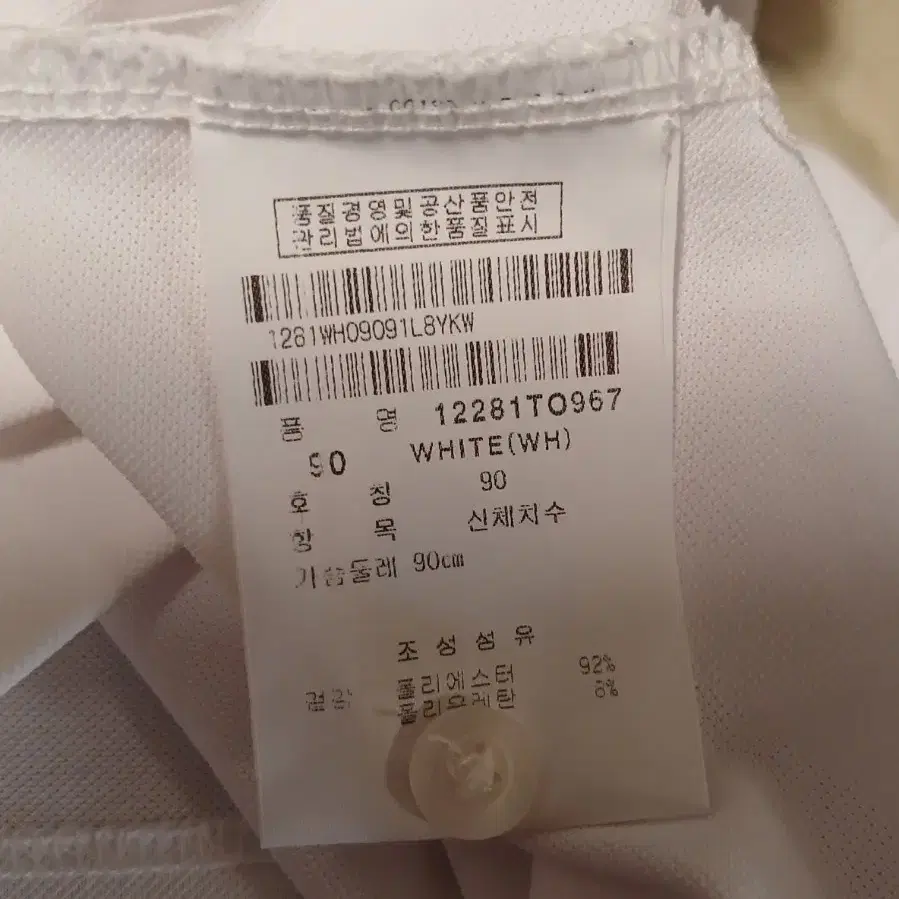 품질경영및공산품안전
관리법에의한품질표시
1281WH09091L8YKW
품 명 12281TO967
90 WHITE(WH)
호 칭 90
항 목 신체치수
가슴둘레 90cm
조 성 섬 유
겉감 폴리에스터 92%
폴리우레탄 8%